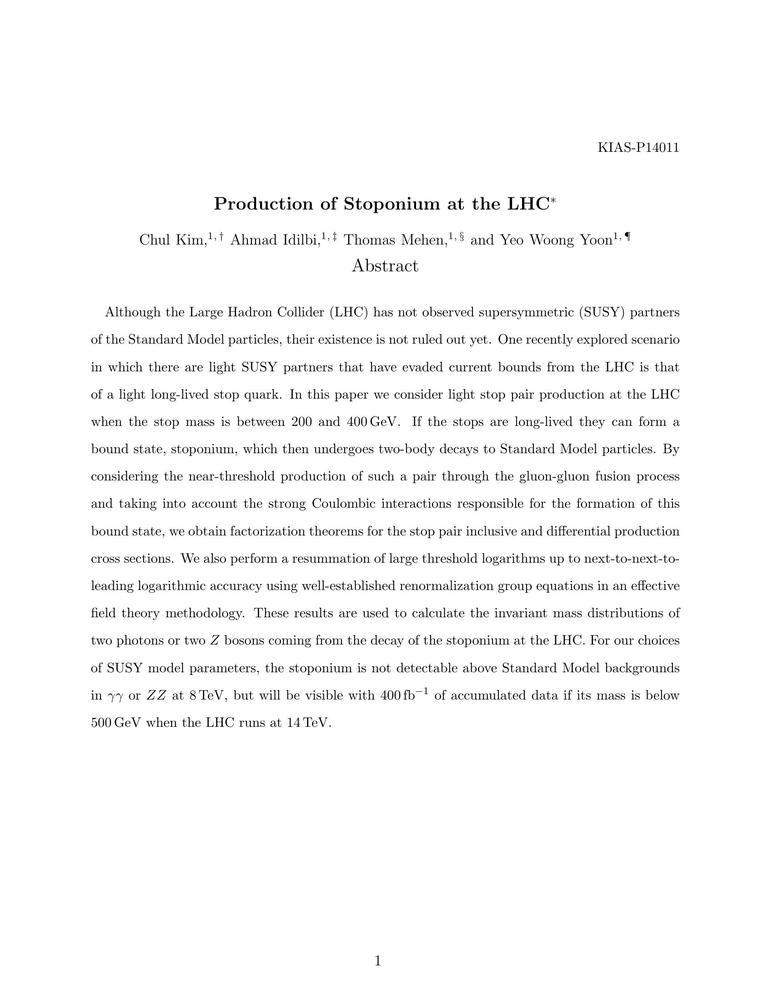 KIAS-P14011
Production of Stoponium at the LHC*
Chul Kim,1, † Ahmad Idilbi,1, ‡ Thomas Mehen,1, § and Yeo Woong Yoon1, ¶
Abstract
Although the Large Hadron Collider (LHC) has not observed supersymmetric (SUSY) partners
of the Standard Model particles, their existence is not ruled out yet. One recently explored scenario
in which there are light SUSY partners that have evaded current bounds from the LHC is that
of a light long-lived stop quark. In this paper we consider light stop pair production at the LHC
when the stop mass is between 200 and 400 GeV. If the stops are long-lived they can form a
bound state, stoponium, which then undergoes two-body decays to Standard Model particles. By
considering the near-threshold production of such a pair through the gluon-gluon fusion process
and taking into account the strong Coulombic interactions responsible for the formation of this
bound state, we obtain factorization theorems for the stop pair inclusive and differential production
cross sections. We also perform a resummation of large threshold logarithms up to next-to-next-to-
leading logarithmic accuracy using well-established renormalization group equations in an effective
field theory methodology. These results are used to calculate the invariant mass distributions of
two photons or two Z bosons coming from the decay of the stoponium at the LHC. For our choices
of SUSY model parameters, the stoponium is not detectable above Standard Model backgrounds
in γγ or ZZ at 8 TeV, but will be visible with 400 fb−1 of accumulated data if its mass is below
500 GeV when the LHC runs at 14 TeV.
1